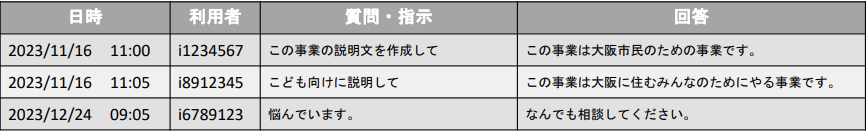 日時 利用者 質問・指示 回答
2023/11/16 11:00 i1234567 この事業の説明文を作成して この事業は大阪市民のための事業です。
2023/11/16 11:05 i8912345 こども向けに説明して この事業は大阪に住むみんなのためにやる事業です。
2023/12/24 09:05 i6789123 悩んでいます。 なんでも相談してください。